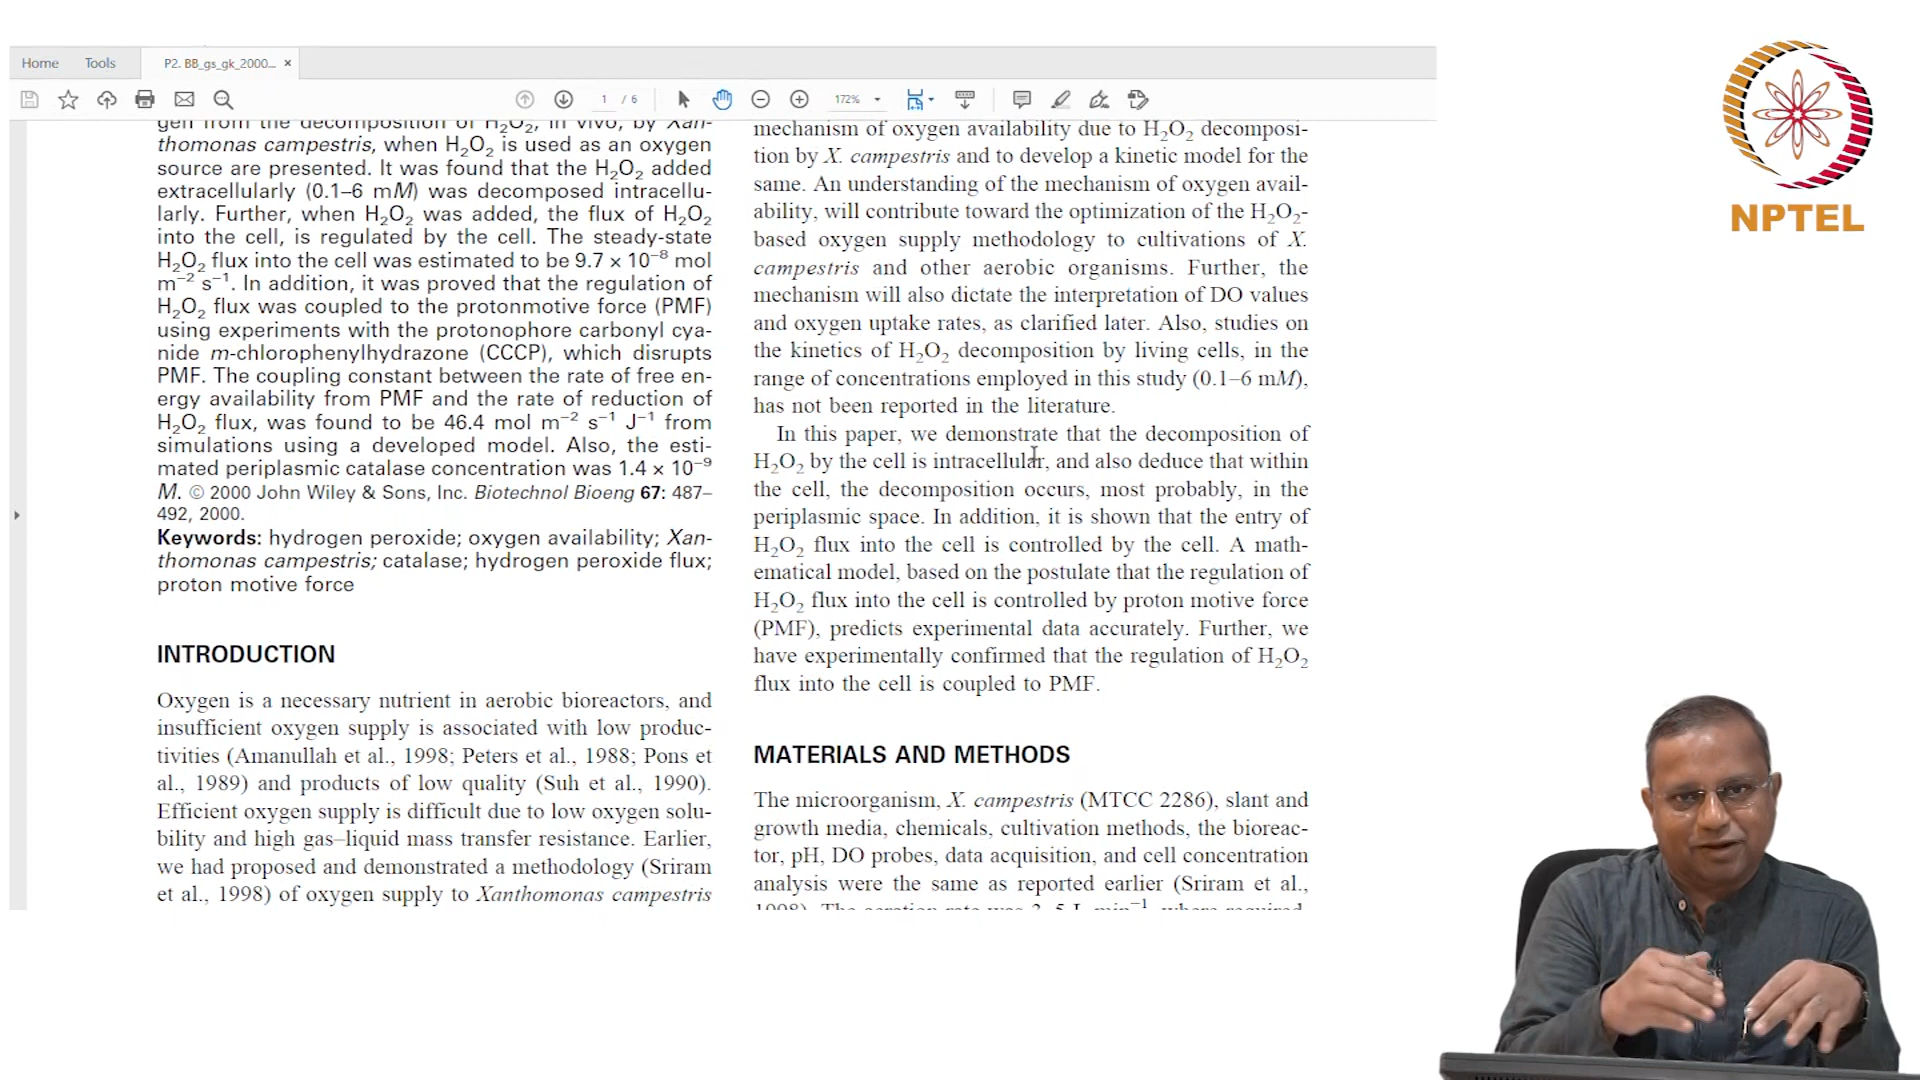 Home Tools P2. BB_gs_gk_2000... ×
1 / 6 172%
NPTEL
gen from the decomposition of H₂O₂, in vivo, by Xan-
thomonas campestris, when H₂O₂ is used as an oxygen
source are presented. It was found that the H₂O₂ added
extracellularly (0.1–6 mM) was decomposed intracellu-
larly. Further, when H₂O₂ was added, the flux of H₂O₂
into the cell, is regulated by the cell. The steady-state
H₂O₂ flux into the cell was estimated to be 9.7 × 10⁻⁸ mol
m⁻² s⁻¹. In addition, it was proved that the regulation of
H₂O₂ flux was coupled to the protonmotive force (PMF)
using experiments with the protonophore carbonyl cya-
nide m-chlorophenylhydrazone (CCCP), which disrupts
PMF. The coupling constant between the rate of free en-
ergy availability from PMF and the rate of reduction of
H₂O₂ flux, was found to be 46.4 mol m⁻² s⁻¹ J⁻¹ from
simulations using a developed model. Also, the esti-
mated periplasmic catalase concentration was 1.4 × 10⁻⁹
M. © 2000 John Wiley & Sons, Inc. Biotechnol Bioeng 67: 487–
492, 2000.
Keywords: hydrogen peroxide; oxygen availability; Xan-
thomonas campestris; catalase; hydrogen peroxide flux;
proton motive force
INTRODUCTION
Oxygen is a necessary nutrient in aerobic bioreactors, and
insufficient oxygen supply is associated with low produc-
tivities (Amanullah et al., 1998; Peters et al., 1988; Pons et
al., 1989) and products of low quality (Suh et al., 1990).
Efficient oxygen supply is difficult due to low oxygen solu-
bility and high gas–liquid mass transfer resistance. Earlier,
we had proposed and demonstrated a methodology (Sriram
et al., 1998) of oxygen supply to Xanthomonas campestris
mechanism of oxygen availability due to H₂O₂ decomposi-
tion by X. campestris and to develop a kinetic model for the
same. An understanding of the mechanism of oxygen avail-
ability, will contribute toward the optimization of the H₂O₂-
based oxygen supply methodology to cultivations of X.
campestris and other aerobic organisms. Further, the
mechanism will also dictate the interpretation of DO values
and oxygen uptake rates, as clarified later. Also, studies on
the kinetics of H₂O₂ decomposition by living cells, in the
range of concentrations employed in this study (0.1–6 mM),
has not been reported in the literature.
In this paper, we demonstrate that the decomposition of
H₂O₂ by the cell is intracellular, and also deduce that within
the cell, the decomposition occurs, most probably, in the
periplasmic space. In addition, it is shown that the entry of
H₂O₂ flux into the cell is controlled by the cell. A math-
ematical model, based on the postulate that the regulation of
H₂O₂ flux into the cell is controlled by proton motive force
(PMF), predicts experimental data accurately. Further, we
have experimentally confirmed that the regulation of H₂O₂
flux into the cell is coupled to PMF.
MATERIALS AND METHODS
The microorganism, X. campestris (MTCC 2286), slant and
growth media, chemicals, cultivation methods, the bioreac-
tor, pH, DO probes, data acquisition, and cell concentration
analysis were the same as reported earlier (Sriram et al.,
1998). The aeration rate was 3–5 L min⁻¹, where required.